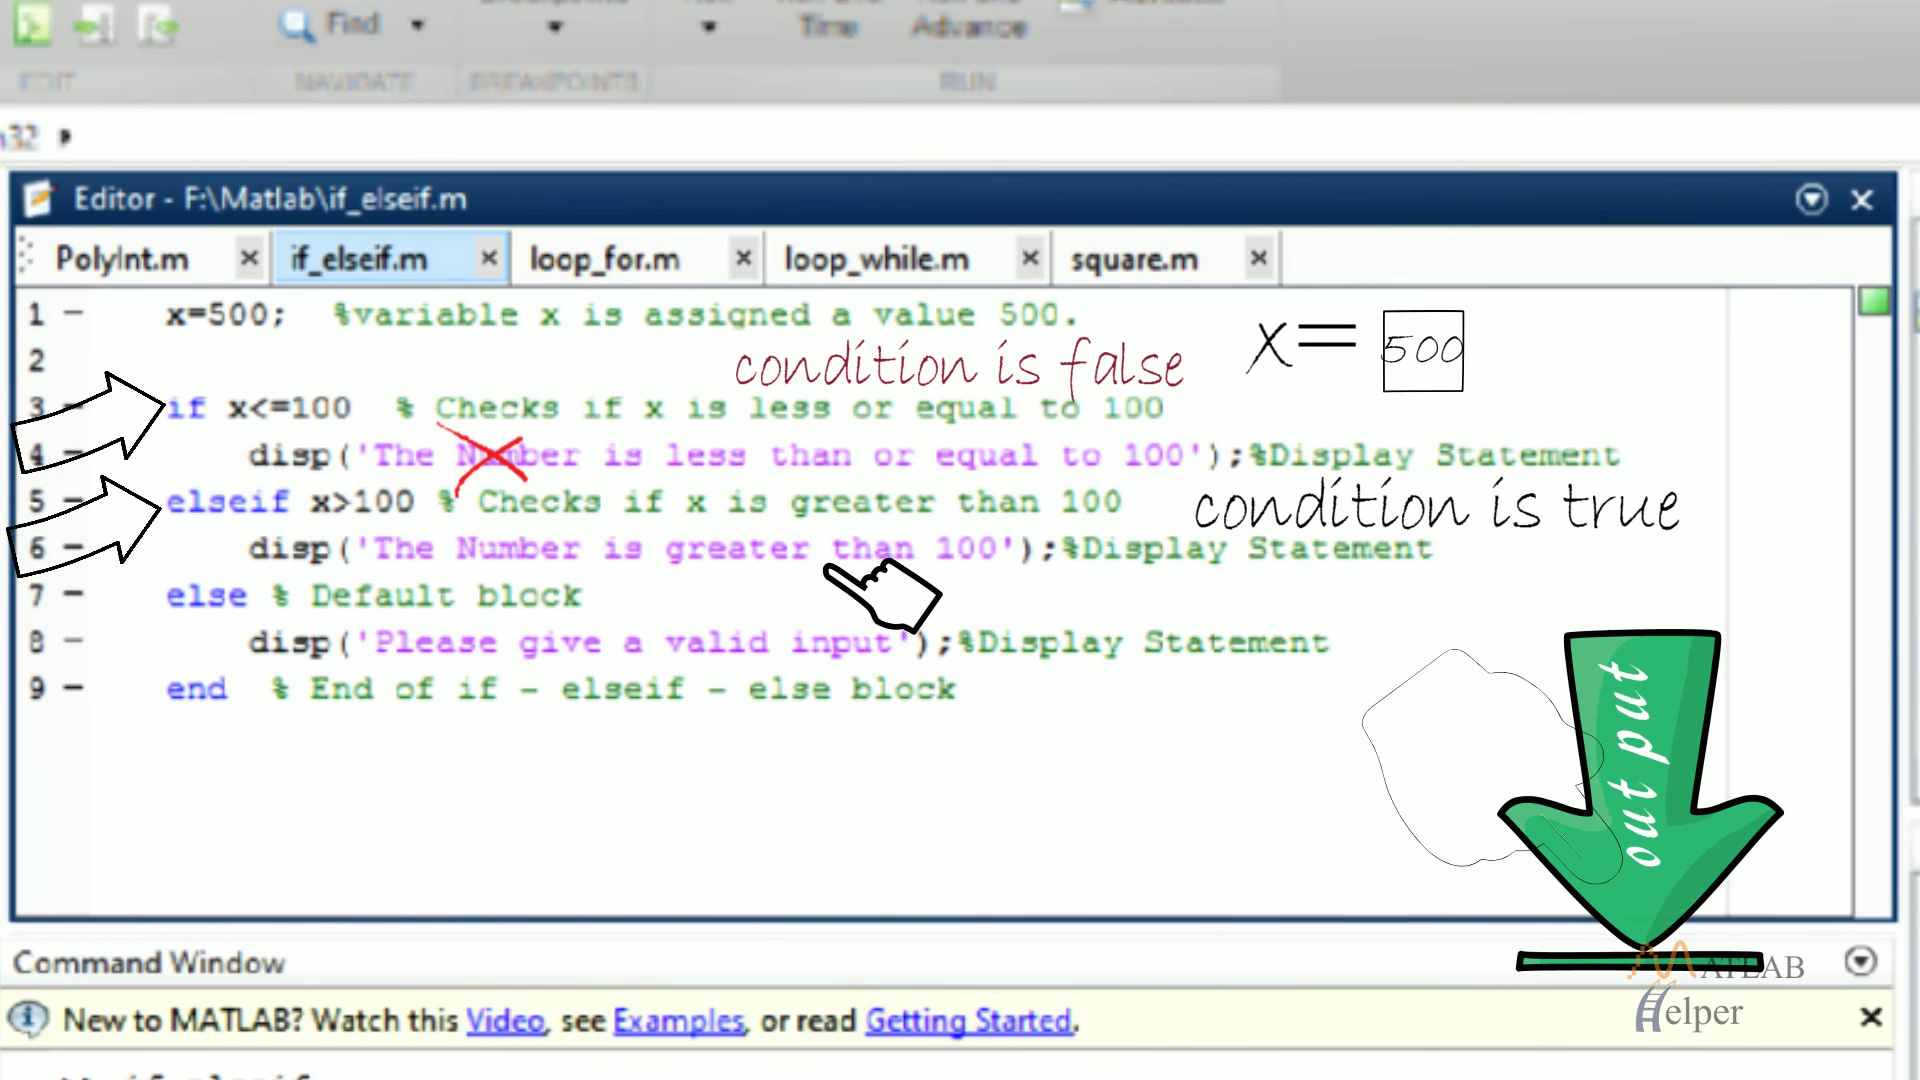 Find
Time
Advance
EDIT
NAVIGATE
BREAKPOINTS
RUN
Editor - F:\Matlab\if_elseif.m
PolyInt.m
if_elseif.m
loop_for.m
loop_while.m
square.m
1 x=500; %variable x is assigned a value 500.
2
3 if x<=100 % Checks if x is less or equal to 100
4 disp('The Number is less than or equal to 100');%Display Statement
5 elseif x>100 % Checks if x is greater than 100
6 disp('The Number is greater than 100');%Display Statement
7 else % Default block
8 disp('Please give a valid input');%Display Statement
9 end % End of if - elseif - else block
condition is false
x= 500
condition is true
out put
Command Window
New to MATLAB? Watch this Video, see Examples, or read Getting Started.
MATLAB
Helper